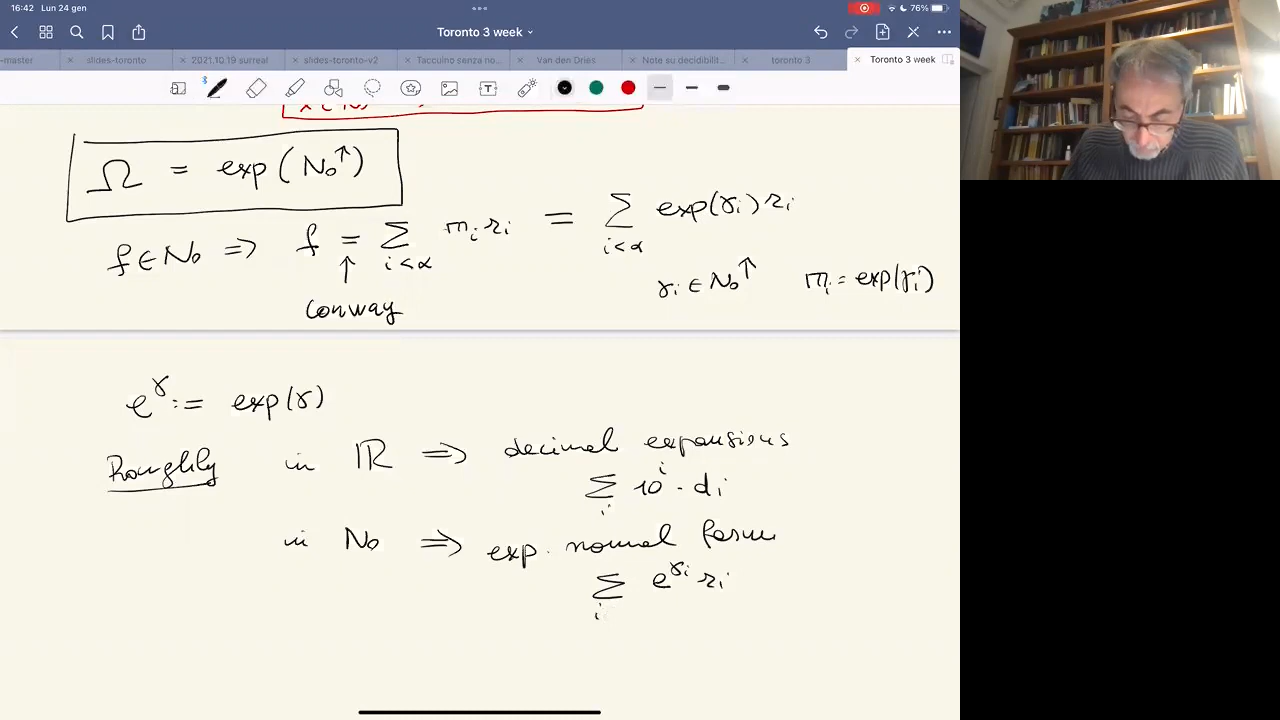 16:42 Lun 24 gen
76%
Toronto 3 week
-master
slides-toronto
2021.10.19 surreal
slides-toronto-v2
Taccuino senza no...
Van den Dries
Note su decidibilit...
toronto 3
Toronto 3 week
Ω = exp(No↑)
f ∈ No ⇒ f = Σ_{i<α} m_i r_i = Σ_{i<α} exp(γ_i) r_i
↑
γ_i ∈ No↑ m_i = exp(γ_i)
Conway
e^γ := exp(γ)
Roughly in ℝ ⇒ decimal expansions
Σ_i 10^i · d_i
in No ⇒ exp. normal form
Σ_i e^{γ_i} r_i